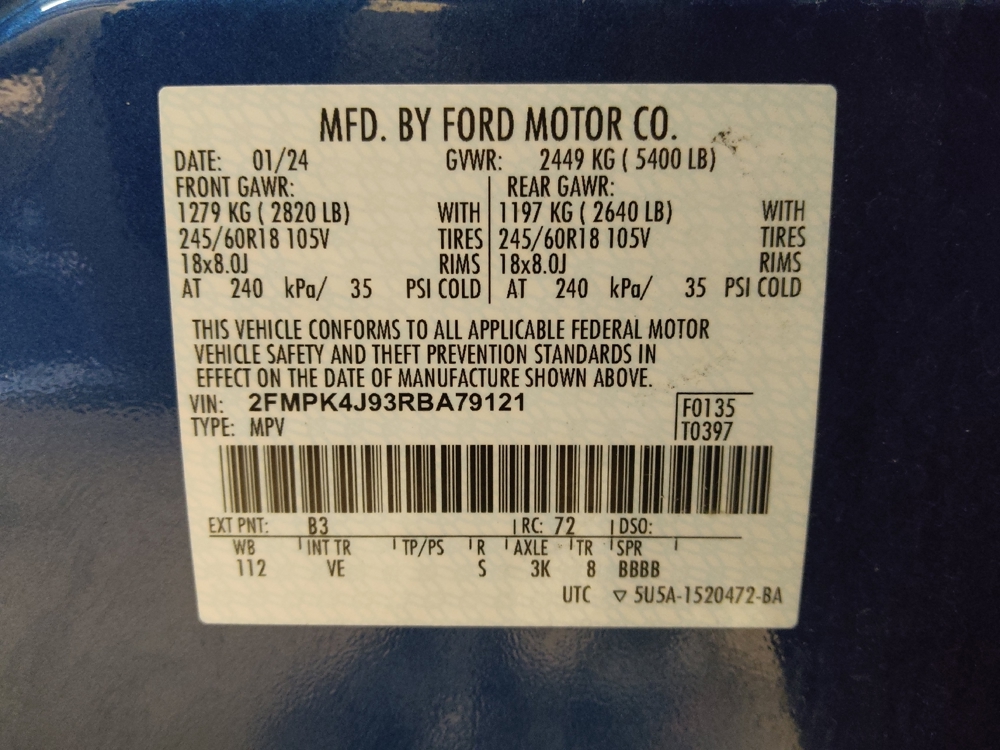 MFD. BY FORD MOTOR CO.
DATE: 01/24 GVWR: 2449 KG ( 5400 LB)
FRONT GAWR: REAR GAWR:
1279 KG ( 2820 LB) WITH 1197 KG ( 2640 LB) WITH
245/60R18 105V TIRES 245/60R18 105V TIRES
18x8.0J RIMS 18x8.0J RIMS
AT 240 kPa/ 35 PSI COLD AT 240 kPa/ 35 PSI COLD
THIS VEHICLE CONFORMS TO ALL APPLICABLE FEDERAL MOTOR
VEHICLE SAFETY AND THEFT PREVENTION STANDARDS IN
EFFECT ON THE DATE OF MANUFACTURE SHOWN ABOVE.
VIN: 2FMPK4J93RBA79121 F0135
TYPE: MPV T0397
EXT PNT: B3 RC: 72 DSO:
WB INT TR TP/PS R AXLE TR SPR
112 VE S 3K 8 BBBB
UTC ▽ 5U5A-1520472-BA